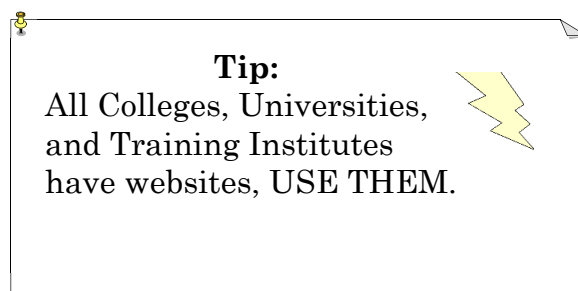 Tip:
All Colleges, Universities,
and Training Institutes
have websites, USE THEM.